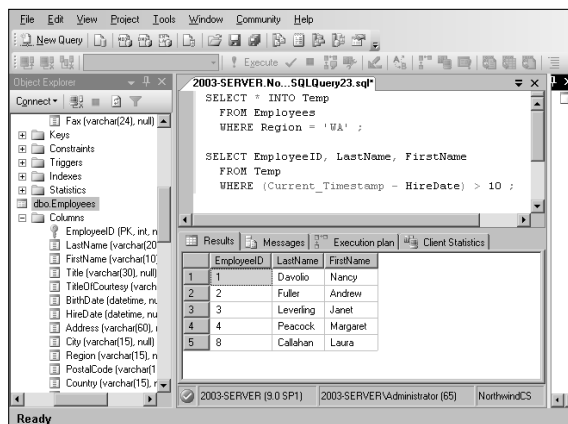 File Edit View Project Tools Window Community Help
New Query
Execute
Object Explorer
Connect
Fax (varchar(24), null)
Keys
Constraints
Triggers
Indexes
Statistics
dbo.Employees
Columns
EmployeeID (PK, int, n
LastName (varchar(20
FirstName (varchar(10
Title (varchar(30), null)
TitleOfCourtesy (varch
BirthDate (datetime, nu
HireDate (datetime, nu
Address (varchar(60),
City (varchar(15), null)
Region (varchar(15), n
PostalCode (varchar(1
Country (varchar(15), n
2003-SERVER.No...SQLQuery23.sql*
SELECT * INTO Temp
FROM Employees
WHERE Region = 'WA' ;
SELECT EmployeeID, LastName, FirstName
FROM Temp
WHERE (Current_Timestamp - HireDate) > 10 ;
Results Messages Execution plan Client Statistics
EmployeeID LastName FirstName
1 1 Davolio Nancy
2 2 Fuller Andrew
3 3 Leverling Janet
4 4 Peacock Margaret
5 8 Callahan Laura
2003-SERVER (9.0 SP1) 2003-SERVER\Administrator (65) NorthwindCS
Ready